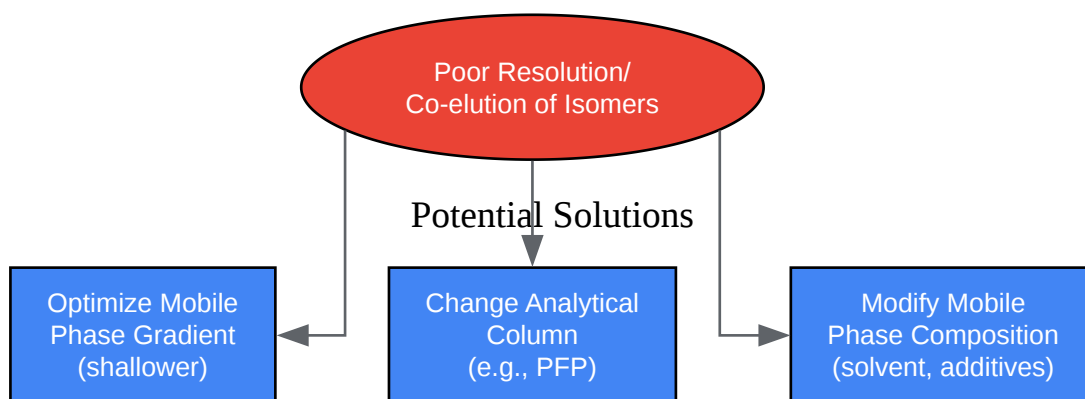 Poor Resolution/
Co-elution of Isomers
Potential Solutions
Optimize Mobile
Phase Gradient
(shallower)
Change Analytical
Column
(e.g., PFP)
Modify Mobile
Phase Composition
(solvent, additives)